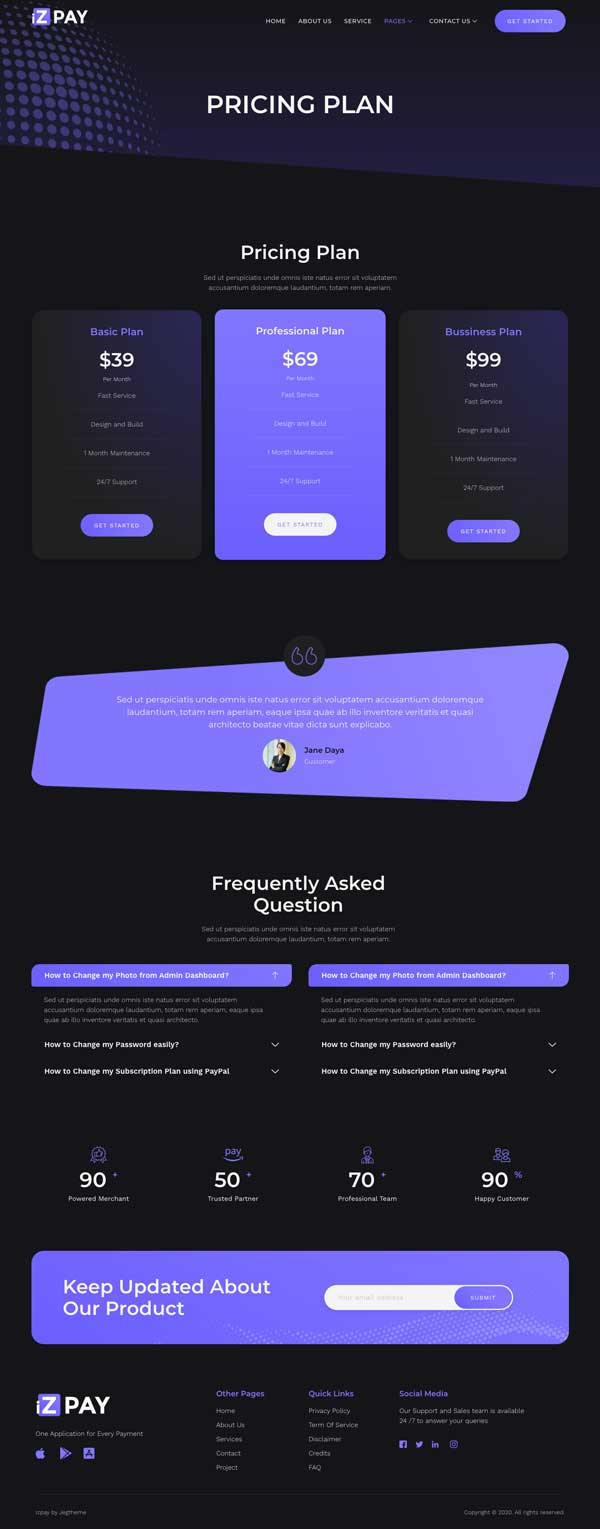 iZ PAY
HOME ABOUT US SERVICE PAGES CONTACT US GET STARTED
PRICING PLAN
Pricing Plan
Sed ut perspiciatis unde omnis iste natus error sit voluptatem
accusantium doloremque laudantium, totam rem aperiam.
Basic Plan
$39
Per Month
Fast Service
Design and Build
1 Month Maintenance
24/7 Support
GET STARTED
Professional Plan
$69
Per Month
Fast Service
Design and Build
1 Month Maintenance
24/7 Support
GET STARTED
Bussiness Plan
$99
Per Month
Fast Service
Design and Build
1 Month Maintenance
24/7 Support
GET STARTED
Sed ut perspiciatis unde omnis iste natus error sit voluptatem accusantium doloremque
laudantium, totam rem aperiam, eaque ipsa quae ab illo inventore veritatis et quasi
architecto beatae vitae dicta sunt explicabo.
Jane Daya
Customer
Frequently Asked
Question
Sed ut perspiciatis unde omnis iste natus error sit voluptatem
accusantium doloremque laudantium, totam rem aperiam.
How to Change my Photo from Admin Dashboard?
Sed ut perspiciatis unde omnis iste natus error sit voluptatem
accusantium doloremque laudantium, totam rem aperiam, eaque ipsa
quae ab illo inventore veritatis et quasi architecto.
How to Change my Password easily?
How to Change my Subscription Plan using PayPal
How to Change my Photo from Admin Dashboard?
Sed ut perspiciatis unde omnis iste natus error sit voluptatem
accusantium doloremque laudantium, totam rem aperiam, eaque ipsa
quae ab illo inventore veritatis et quasi architecto.
How to Change my Password easily?
How to Change my Subscription Plan using PayPal
90 +
Powered Merchant
pay
50 +
Trusted Partner
70 +
Professional Team
90 %
Happy Customer
Keep Updated About
Our Product
Your email address
SUBMIT
iZ PAY
One Application for Every Payment
Other Pages
Home
About Us
Services
Contact
Project
Quick Links
Privacy Policy
Term Of Service
Disclaimer
Credits
FAQ
Social Media
Our Support and Sales team is available
24 /7 to answer your queries
Izpay by Jegtheme
Copyright © 2020. All rights reserved.